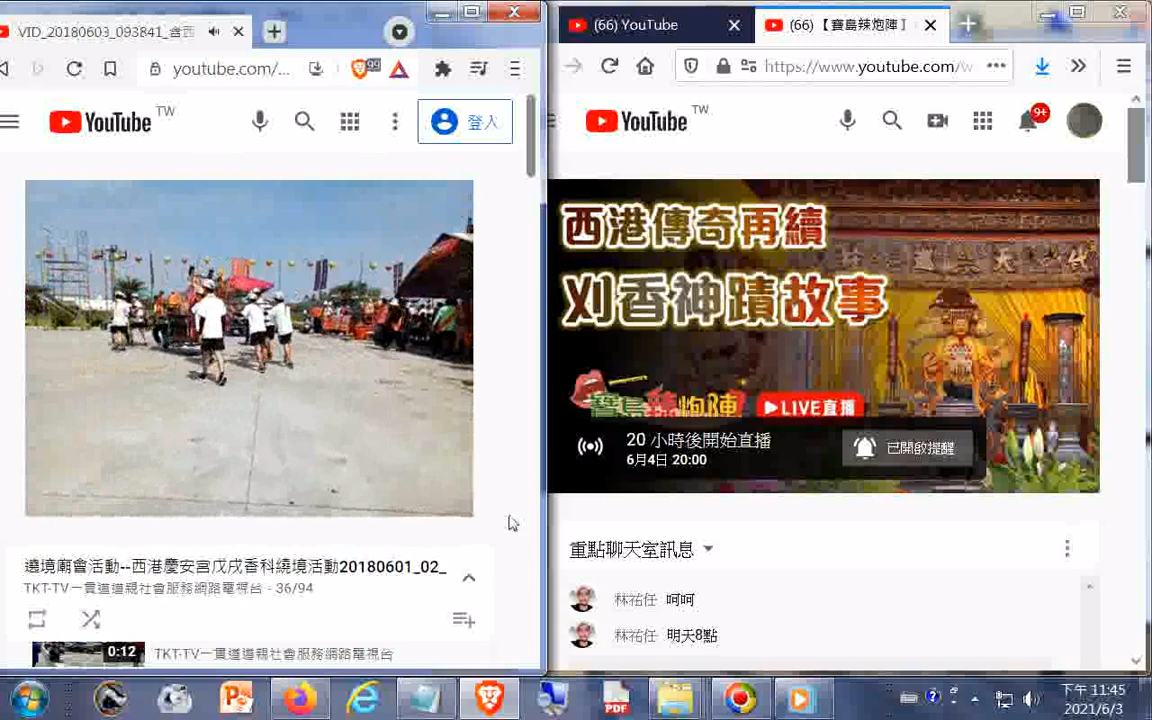 VID_20180603_093841_含西
youtube.com/...
99
YouTube TW
登入
遶境廟會活動--西港慶安宮戊戌香科繞境活動20180601_02_
TKT-TV一貫道道親社會服務網路電視台 - 36/94
0:12
TKT-TV一貫道道親社會服務網路電視台
(66) YouTube
(66) 【寶島辣炮陣】
https://www.youtube.com/w
YouTube TW
9+
西港傳奇再續
刈香神蹟故事
寶島辣炮陣
LIVE直播
20 小時後開始直播
6月4日 20:00
已開啟提醒
重點聊天室訊息
林祐任 呵呵
林祐任 明天8點
PDF
下午 11:45
2021/6/3